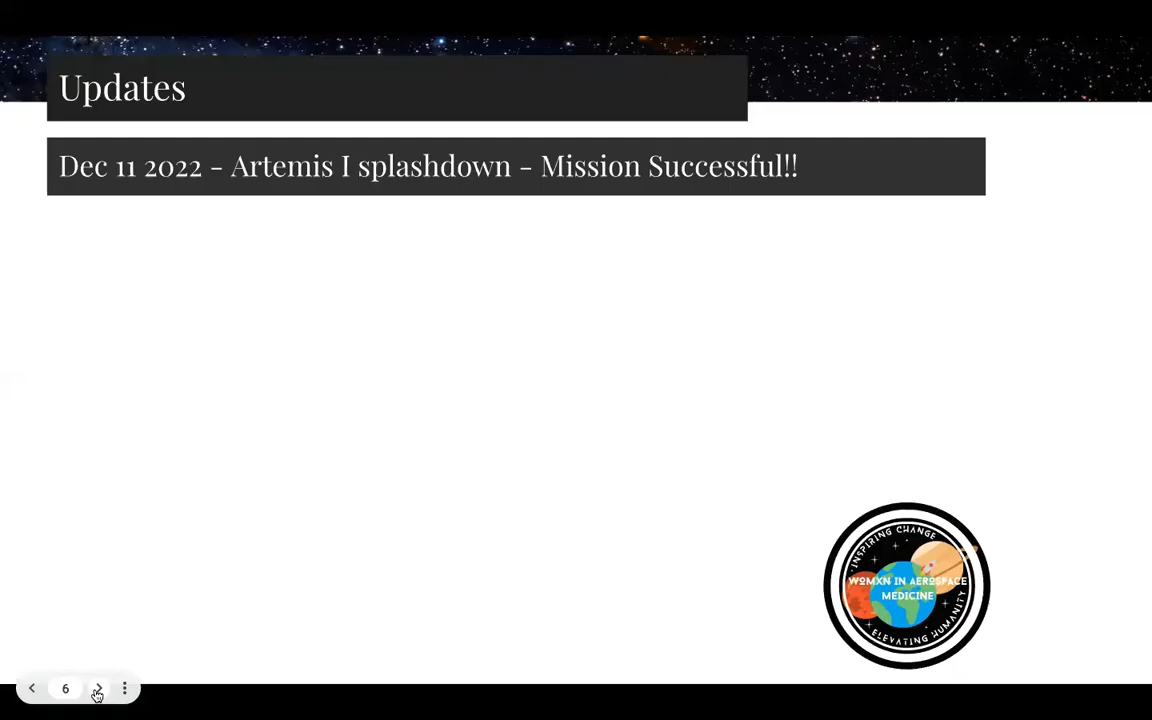 Updates
Dec 11 2022 - Artemis I splashdown - Mission Successful!!
INSPIRING CHANGE
WOMXN IN AEROSPACE
MEDICINE
ELEVATING HUMANITY
6